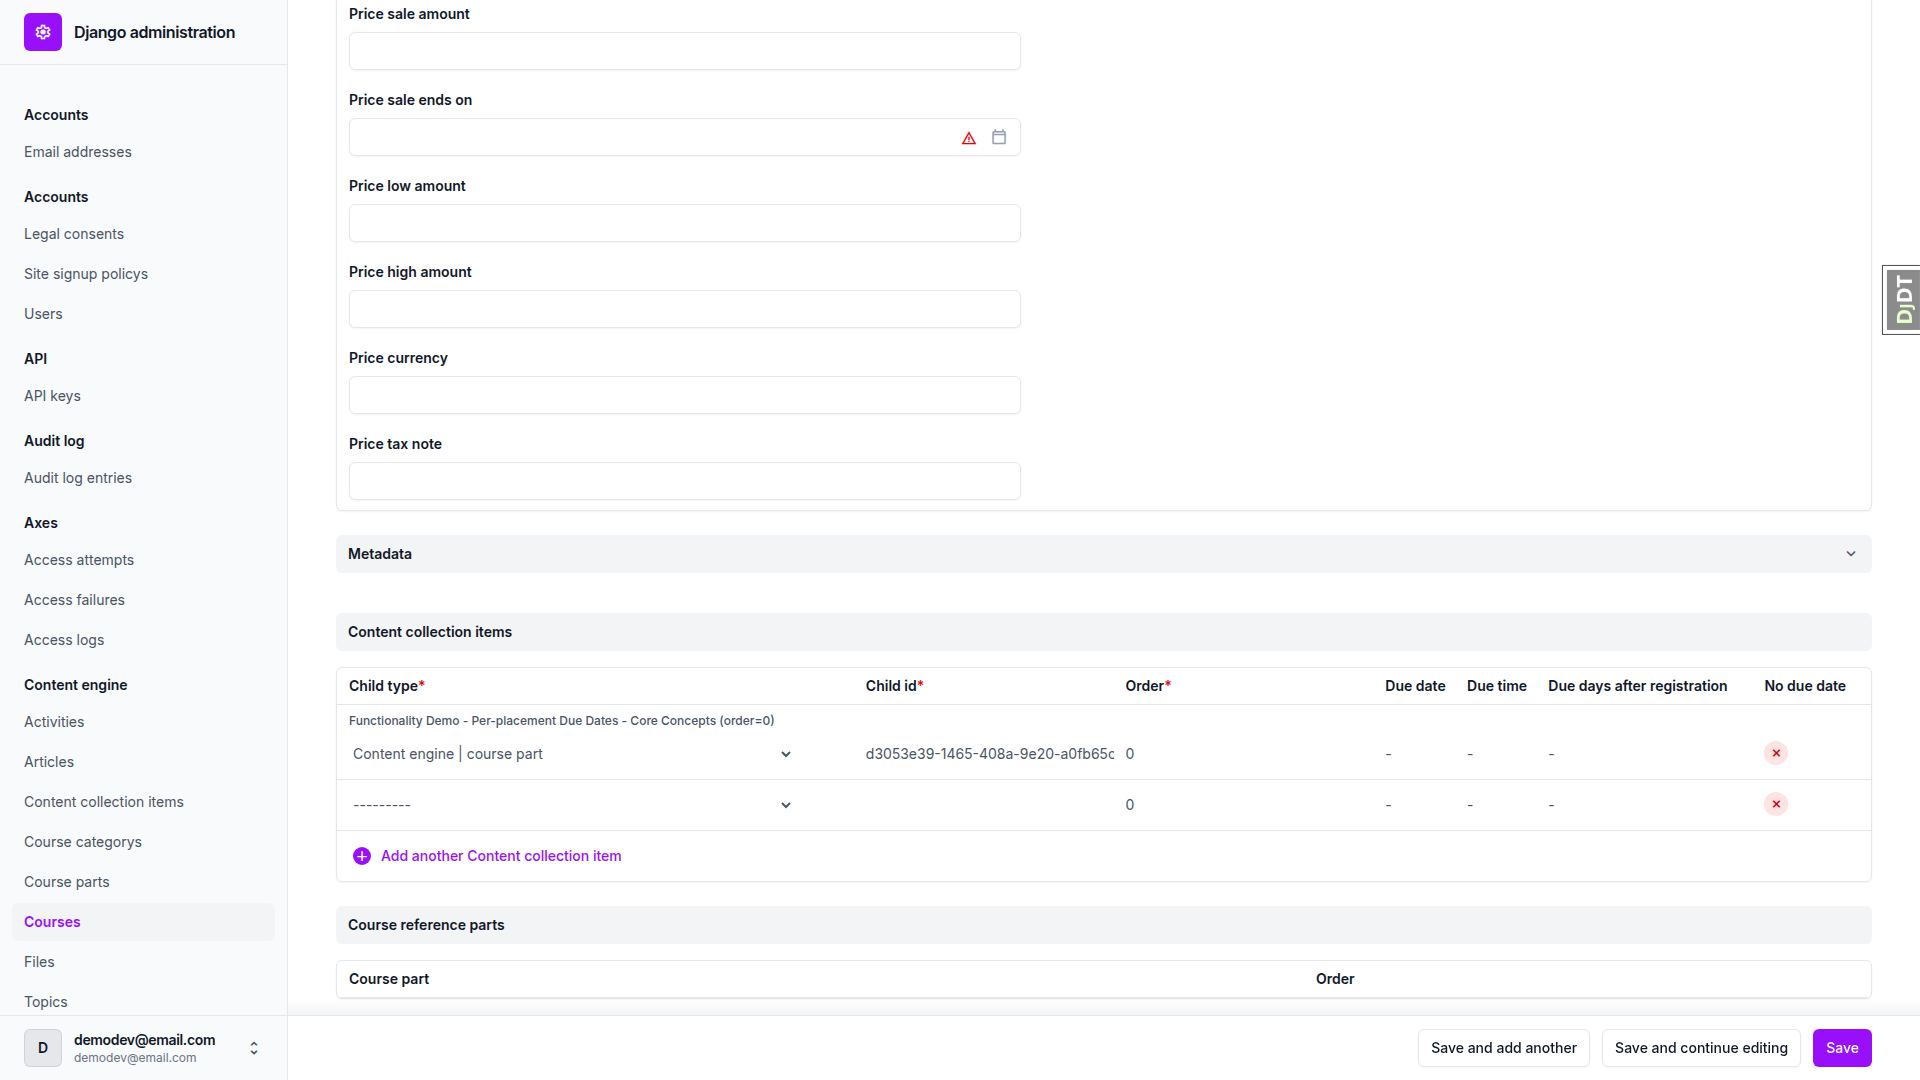 Django administration
Accounts
Email addresses
Accounts
Legal consents
Site signup policys
Users
API
API keys
Audit log
Audit log entries
Axes
Access attempts
Access failures
Access logs
Content engine
Activities
Articles
Content collection items
Course categorys
Course parts
Courses
Files
Topics
D
demodev@email.com
demodev@email.com
Price sale amount
Price sale ends on
Price low amount
Price high amount
Price currency
Price tax note
Metadata
Content collection items
Child type* Child id* Order* Due date Due time Due days after registration No due date
Functionality Demo - Per-placement Due Dates - Core Concepts (order=0)
Content engine | course part d3053e39-1465-408a-9e20-a0fb65c 0 - - -
--------- 0 - - -
Add another Content collection item
Course reference parts
Course part Order
Save and add another Save and continue editing Save
DjDT